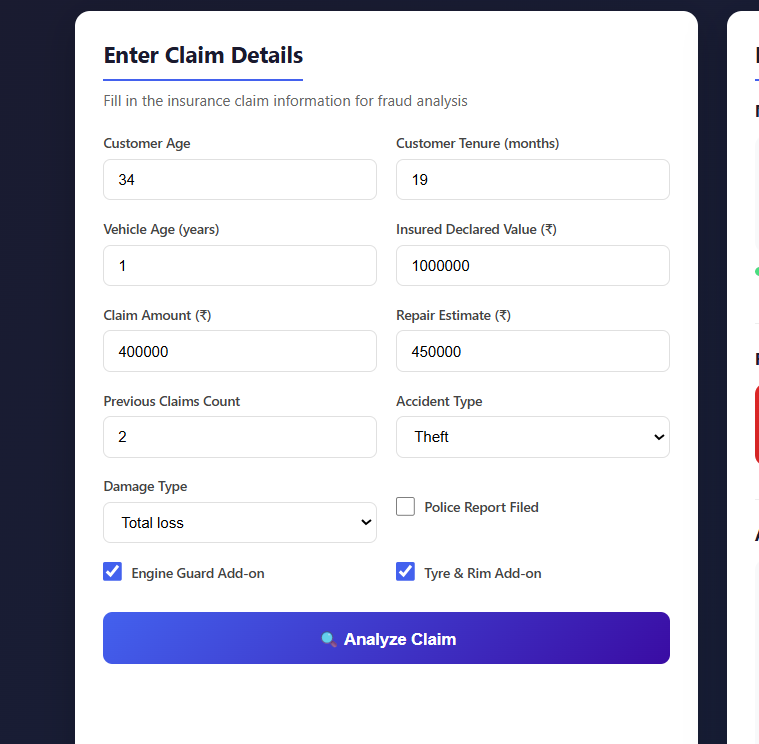 Enter Claim Details
Fill in the insurance claim information for fraud analysis
Customer Age
Customer Tenure (months)
34
19
Vehicle Age (years)
Insured Declared Value (₹)
1
1000000
Claim Amount (₹)
Repair Estimate (₹)
400000
450000
Previous Claims Count
Accident Type
2
Theft
Damage Type
Police Report Filed
Total loss
Engine Guard Add-on
Tyre & Rim Add-on
Analyze Claim